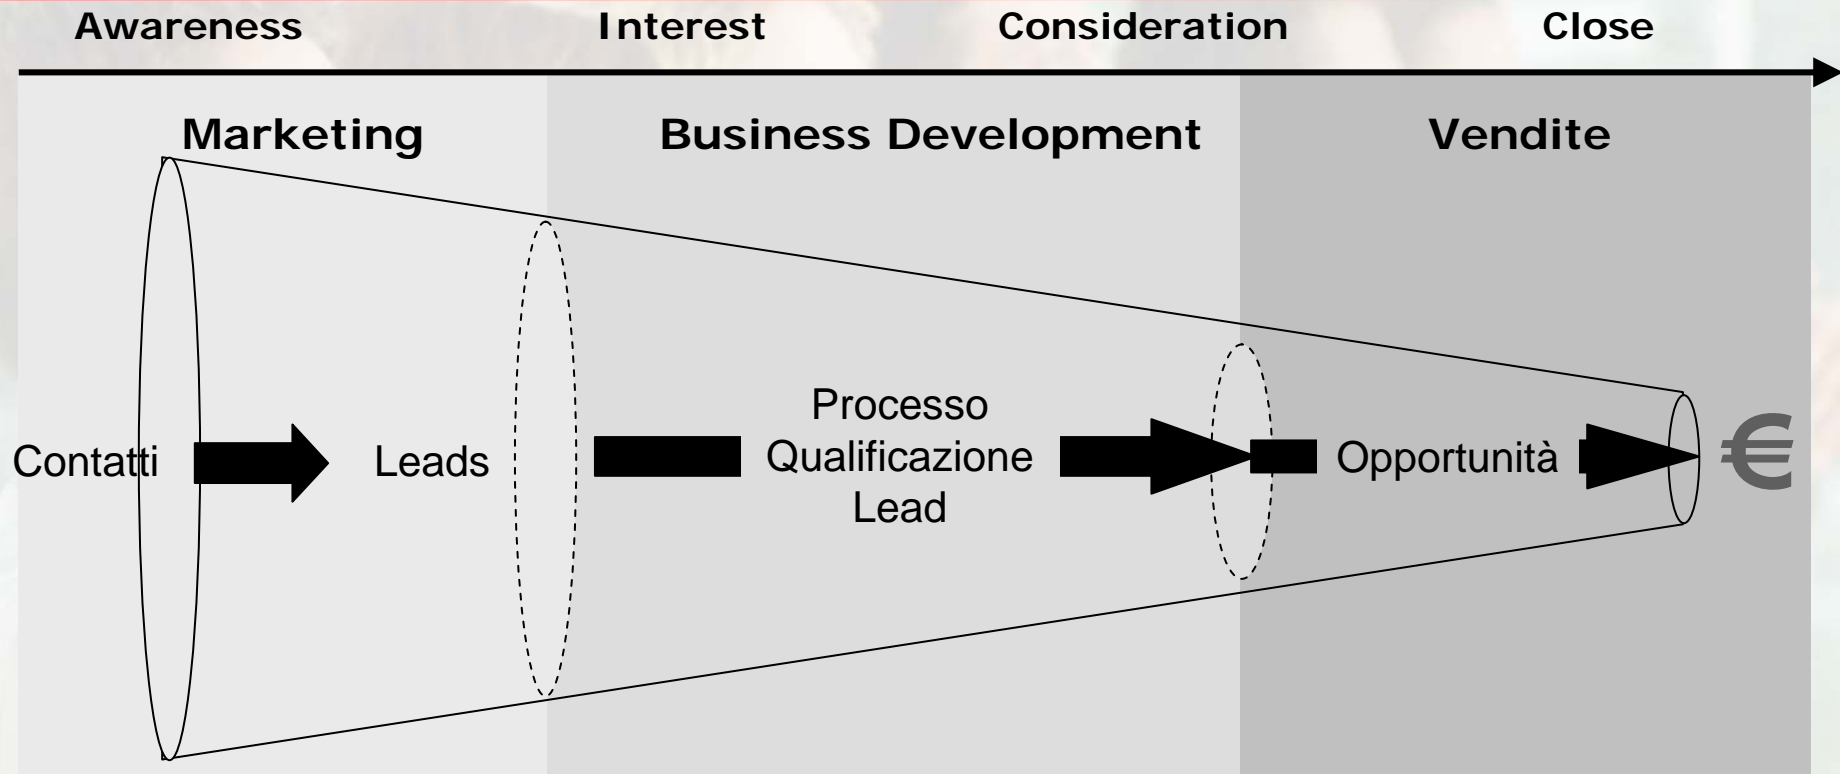 Awareness Interest Consideration Close
Marketing Business Development Vendite
Contatti Leads Processo
Qualificazione
Lead Opportunità €